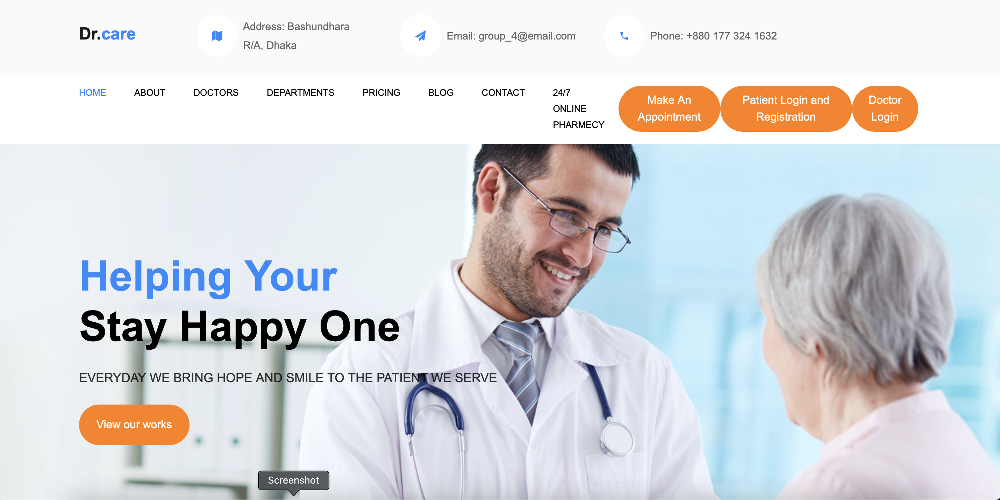 Dr.care
Address: Bashundhara
R/A, Dhaka
Email: group_4@email.com
Phone: +880 177 324 1632
HOME
ABOUT
DOCTORS
DEPARTMENTS
PRICING
BLOG
CONTACT
24/7
ONLINE
PHARMECY
Make An
Appointment
Patient Login and
Registration
Doctor
Login
Helping Your
Stay Happy One
EVERYDAY WE BRING HOPE AND SMILE TO THE PATIENT WE SERVE
View our works
Screenshot